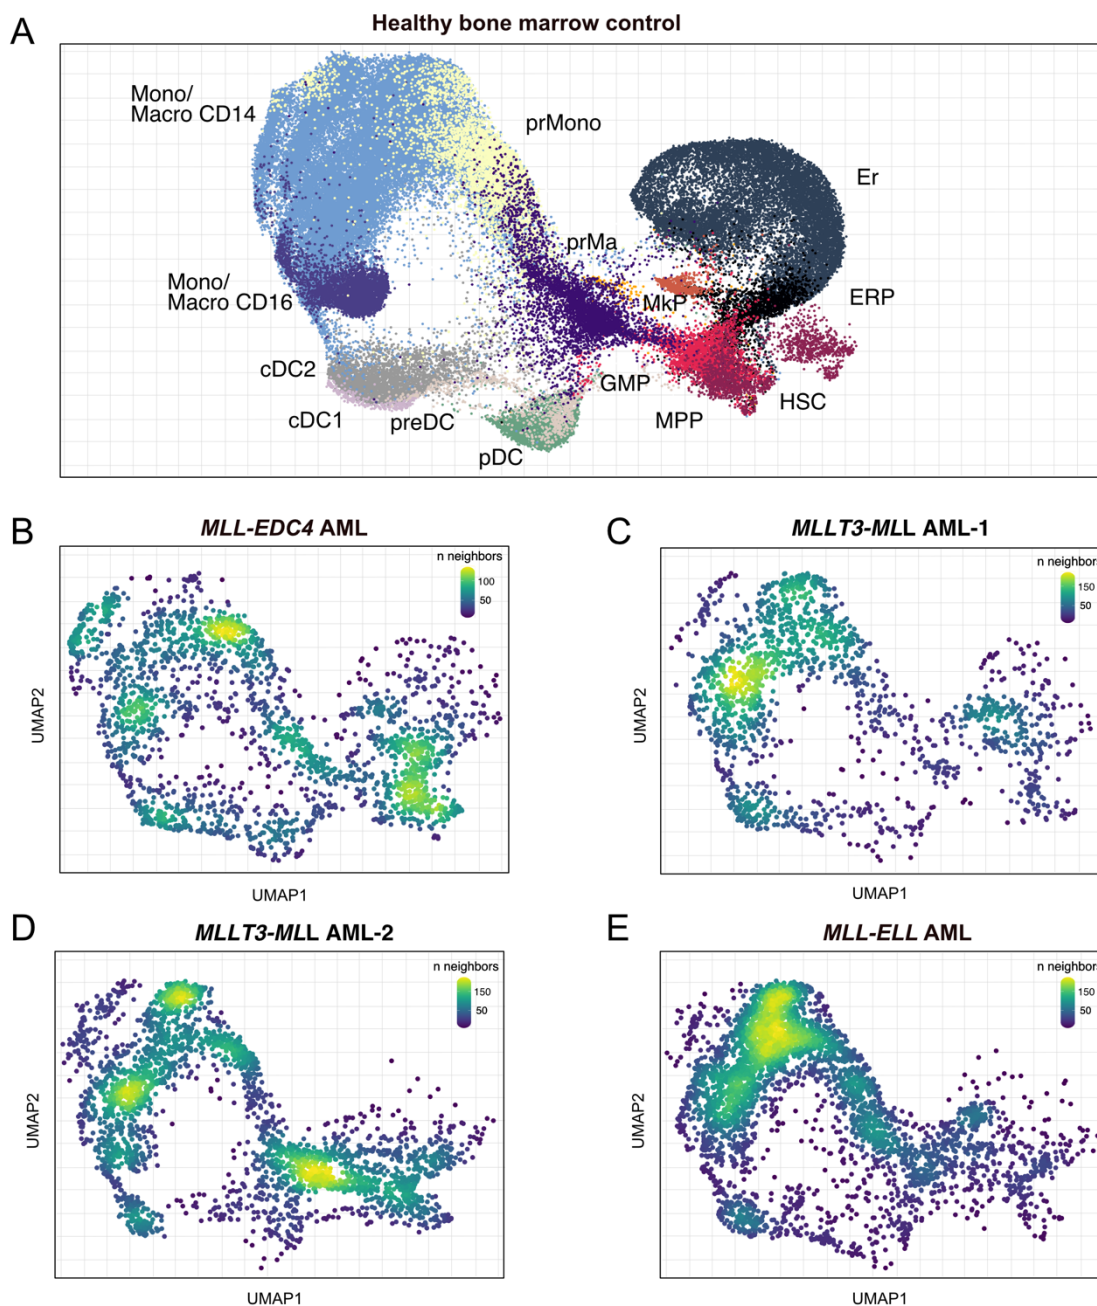 A
Healthy bone marrow control
Mono/
Macro CD14
prMono
Er
prMa
Mono/
Macro CD16
MkP
ERP
cDC2
GMP
HSC
cDC1
preDC
MPP
pDC
B
MLL-EDC4 AML
n neighbors
100
50
UMAP2
UMAP1
C
MLLT3-MLL AML-1
n neighbors
150
50
UMAP2
UMAP1
D
MLLT3-MLL AML-2
n neighbors
150
50
UMAP2
UMAP1
E
MLL-ELL AML
n neighbors
150
50
UMAP2
UMAP1